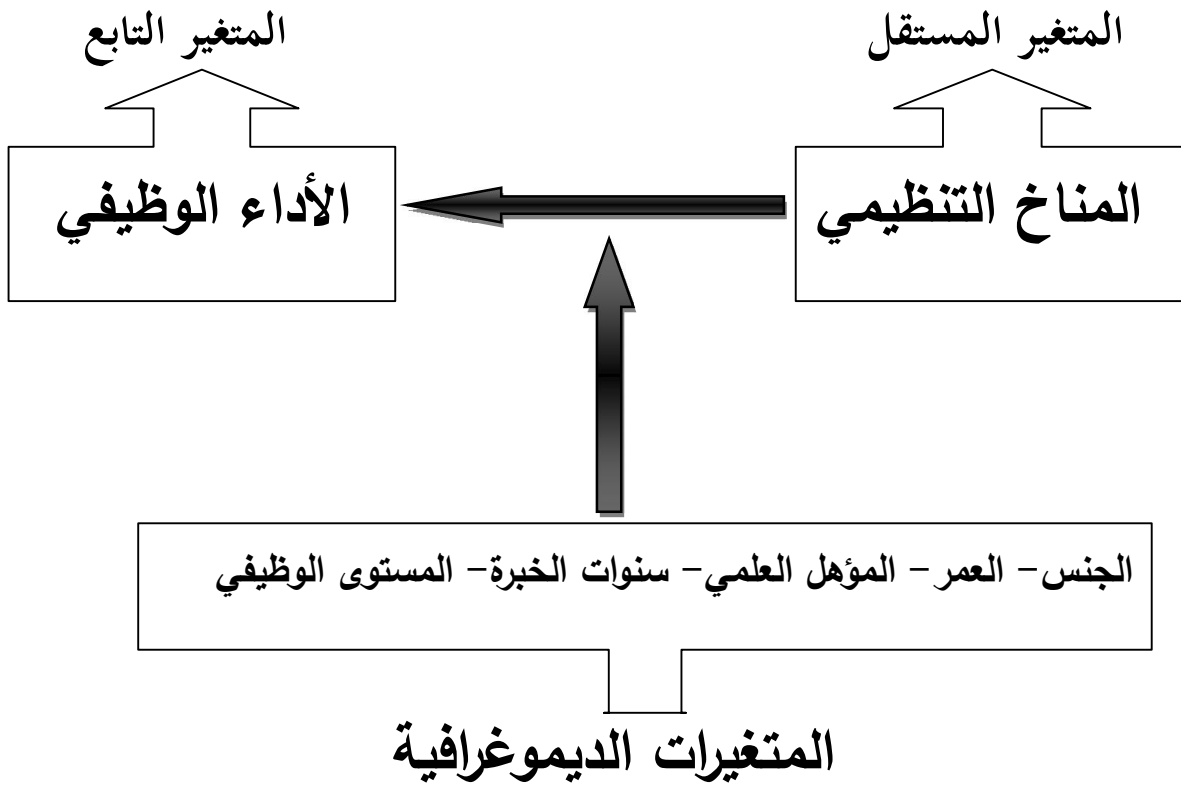 المتغير المستقل
المتغير التابع
المناخ التنظيمي
الأداء الوظيفي
الجنس- العمر- المؤهل العلمي- سنوات الخبرة- المستوى الوظيفي
المتغيرات الديموغرافية